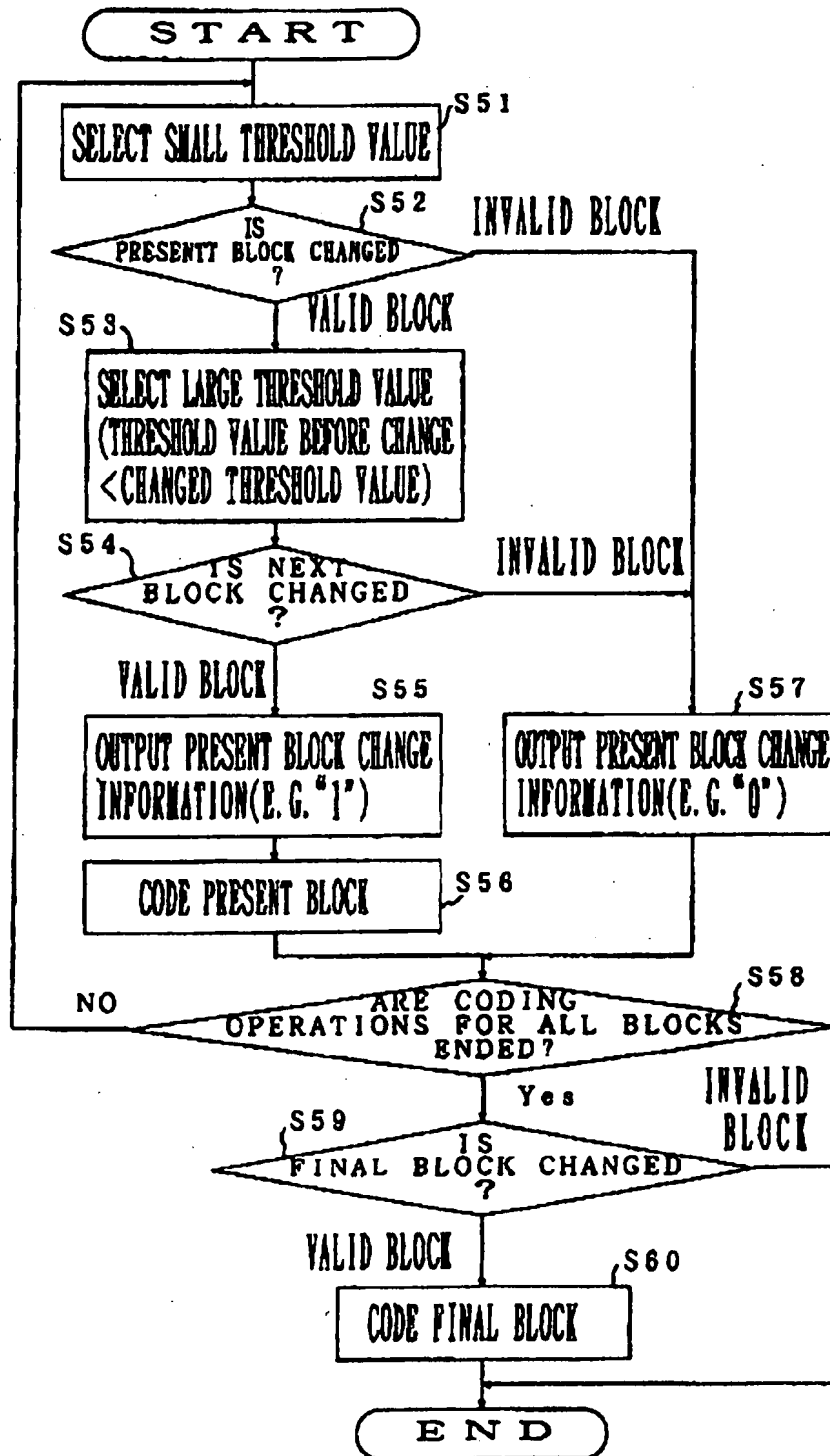 START
S51
SELECT SMALL THRESHOLD VALUE
S52
INVALID BLOCK
IS
PRESENTT BLOCK CHANGED
?
VALID BLOCK
S53
SELECT LARGE THRESHOLD VALUE
(THRESHOLD VALUE BEFORE CHANGE
<CHANGED THRESHOLD VALUE)
S54
INVALID BLOCK
IS NEXT
BLOCK CHANGED
?
VALID BLOCK
S55
S57
OUTPUT PRESENT BLOCK CHANGE
INFORMATION(E.G."1")
OUTPUT PRESENT BLOCK CHANGE
INFORMATION(E.G."0")
CODE PRESENT BLOCK
S56
NO
S58
ARE CODING
OPERATIONS FOR ALL BLOCKS
ENDED?
Yes
INVALID
BLOCK
S59
IS
FINAL BLOCK CHANGED
?
VALID BLOCK
S60
CODE FINAL BLOCK
END